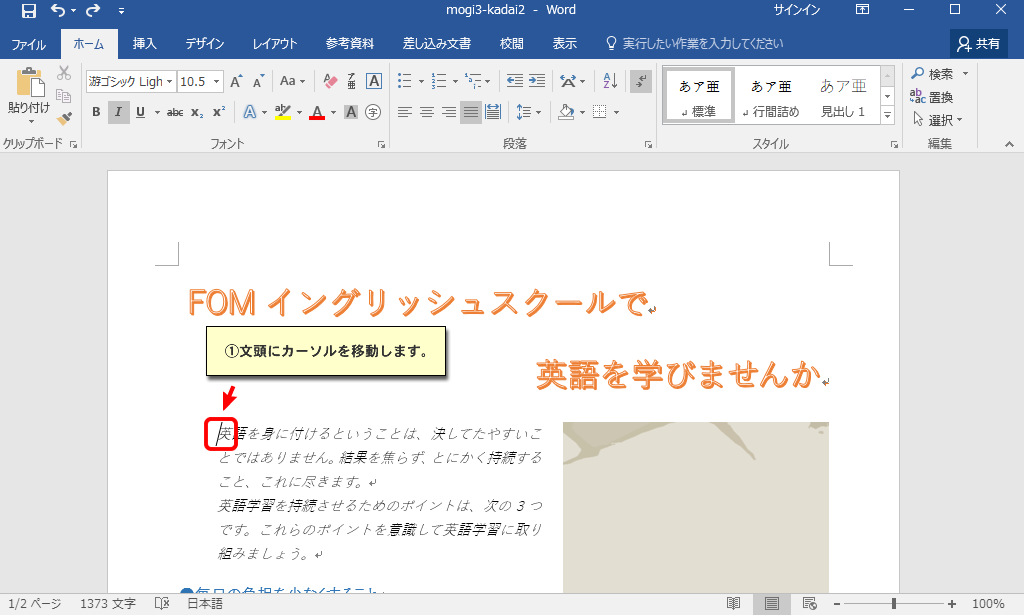 mogi3-kadai2 - Word サインイン
ファイル ホーム 挿入 デザイン レイアウト 参考資料 差し込み文書 校閲 表示 実行したい作業を入力してください 共有
貼り付け
游ゴシック Ligh 10.5 A A Aa A
B I U abc x₂ x² A A A 字
あア亜 あア亜 あア亜
↲標準 ↲行間詰め 見出し 1
検索
置換
選択
クリップボード フォント 段落 スタイル 編集
FOM イングリッシュスクールで↵
①文頭にカーソルを移動します。
英語を学びませんか↵
英語を身に付けるということは、決してたやすいこ
とではありません。結果を焦らず、とにかく持続する
こと、これに尽きます。↵
英語学習を持続させるためのポイントは、次の 3 つ
です。これらのポイントを意識して英語学習に取り
組みましょう。↵
●毎日の負担を少なくすること
1/2 ページ 1373 文字 日本語 100%